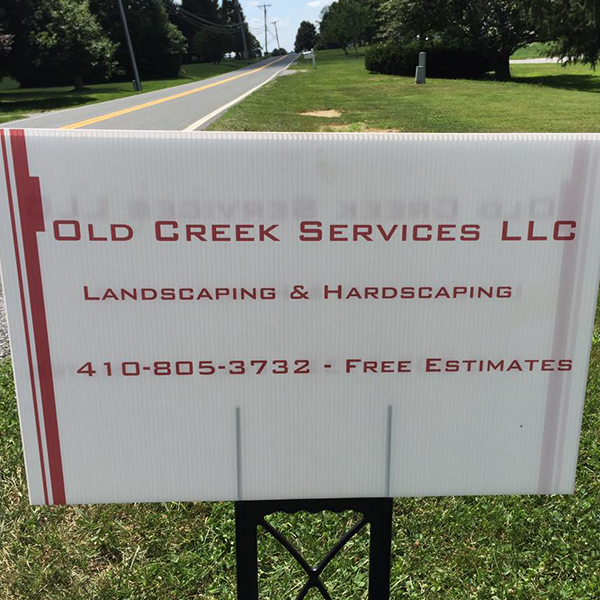 Old Creek Services LLC
Landscaping & Hardscaping
410-805-3732 - Free Estimates